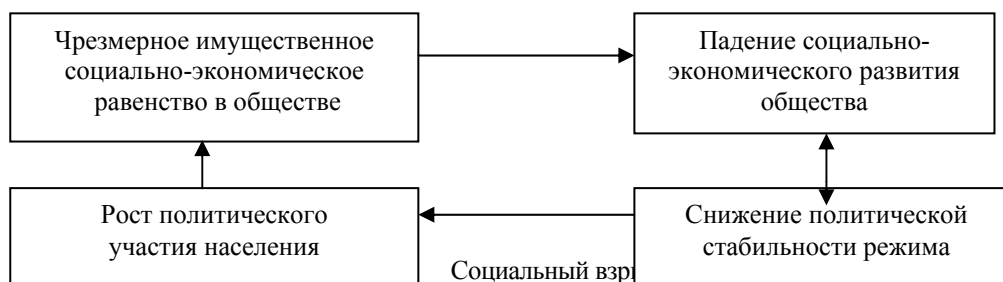 Чрезмерное имущественное
социально-экономическое
равенство в обществе
Падение социально-
экономического развития
общества
Рост политического
участия населения
Снижение политической
стабильности режима
Социальный